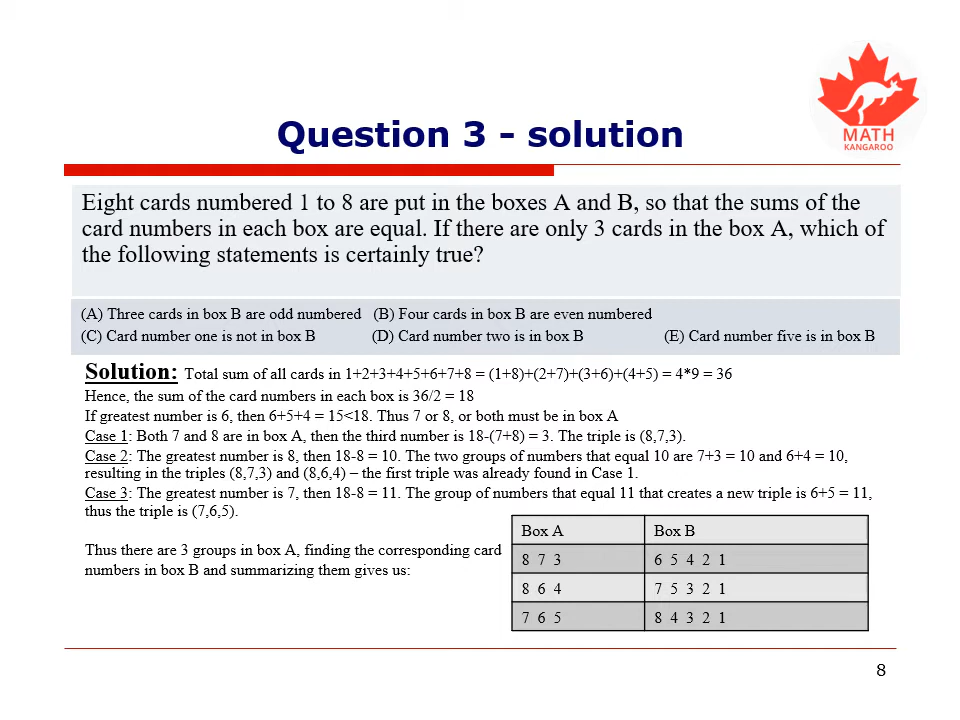 MATH
KANGAROO
Question 3 - solution
Eight cards numbered 1 to 8 are put in the boxes A and B, so that the sums of the
card numbers in each box are equal. If there are only 3 cards in the box A, which of
the following statements is certainly true?
(A) Three cards in box B are odd numbered (B) Four cards in box B are even numbered
(C) Card number one is not in box B (D) Card number two is in box B (E) Card number five is in box B
Solution: Total sum of all cards in 1+2+3+4+5+6+7+8 = (1+8)+(2+7)+(3+6)+(4+5) = 4*9 = 36
Hence, the sum of the card numbers in each box is 36/2 = 18
If greatest number is 6, then 6+5+4 = 15<18. Thus 7 or 8, or both must be in box A
Case 1: Both 7 and 8 are in box A, then the third number is 18-(7+8) = 3. The triple is (8,7,3).
Case 2: The greatest number is 8, then 18-8 = 10. The two groups of numbers that equal 10 are 7+3 = 10 and 6+4 = 10,
resulting in the triples (8,7,3) and (8,6,4) – the first triple was already found in Case 1.
Case 3: The greatest number is 7, then 18-8 = 11. The group of numbers that equal 11 that creates a new triple is 6+5 = 11,
thus the triple is (7,6,5).
Thus there are 3 groups in box A, finding the corresponding card
numbers in box B and summarizing them gives us:
Box A Box B
8 7 3 6 5 4 2 1
8 6 4 7 5 3 2 1
7 6 5 8 4 3 2 1
8